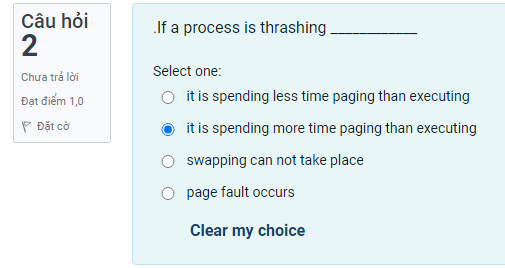 Câu hỏi
2
Chưa trả lời
Đạt điểm 1,0
Đặt cờ
.If a process is thrashing ____________
Select one:
it is spending less time paging than executing
it is spending more time paging than executing
swapping can not take place
page fault occurs
Clear my choice